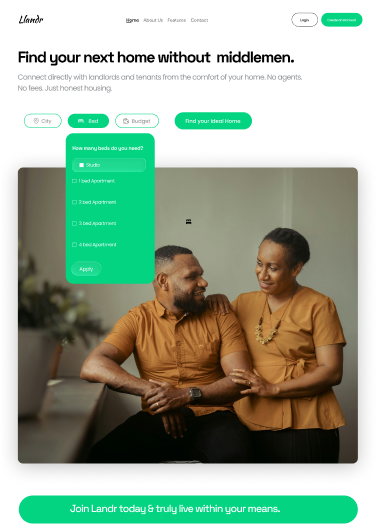 Llandr
Home About Us Features Contact
Login
Create an account
Find your next home without middlemen.
Connect directly with landlords and tenants from the comfort of your home. No agents.
No fees. Just honest housing.
City
Bed
Budget
Find your ideal items
How many beds do you need?
Studio
1 bed Apartment
2 bed Apartment
3 bed Apartment
4 bed Apartment
Apply
Join Landr today & truly live within your means.